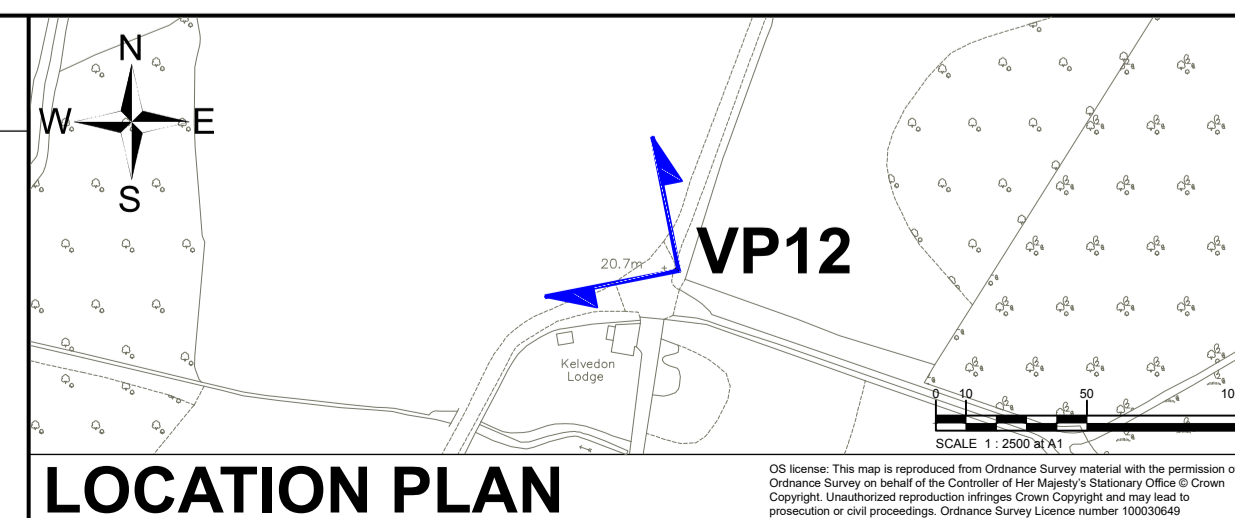 N
W E
S
VP12
20.7m
Kelvedon
Lodge
0 10 50
SCALE 1 : 2500 at A1
LOCATION PLAN
OS license: This map is reproduced from Ordnance Survey material with the permission o
Ordnance Survey on behalf of the Controller of Her Majesty's Stationary Office © Crown
Copyright. Unauthorized reproduction infringes Crown Copyright and may lead to
prosecution or civil proceedings. Ordnance Survey Licence number 100030649